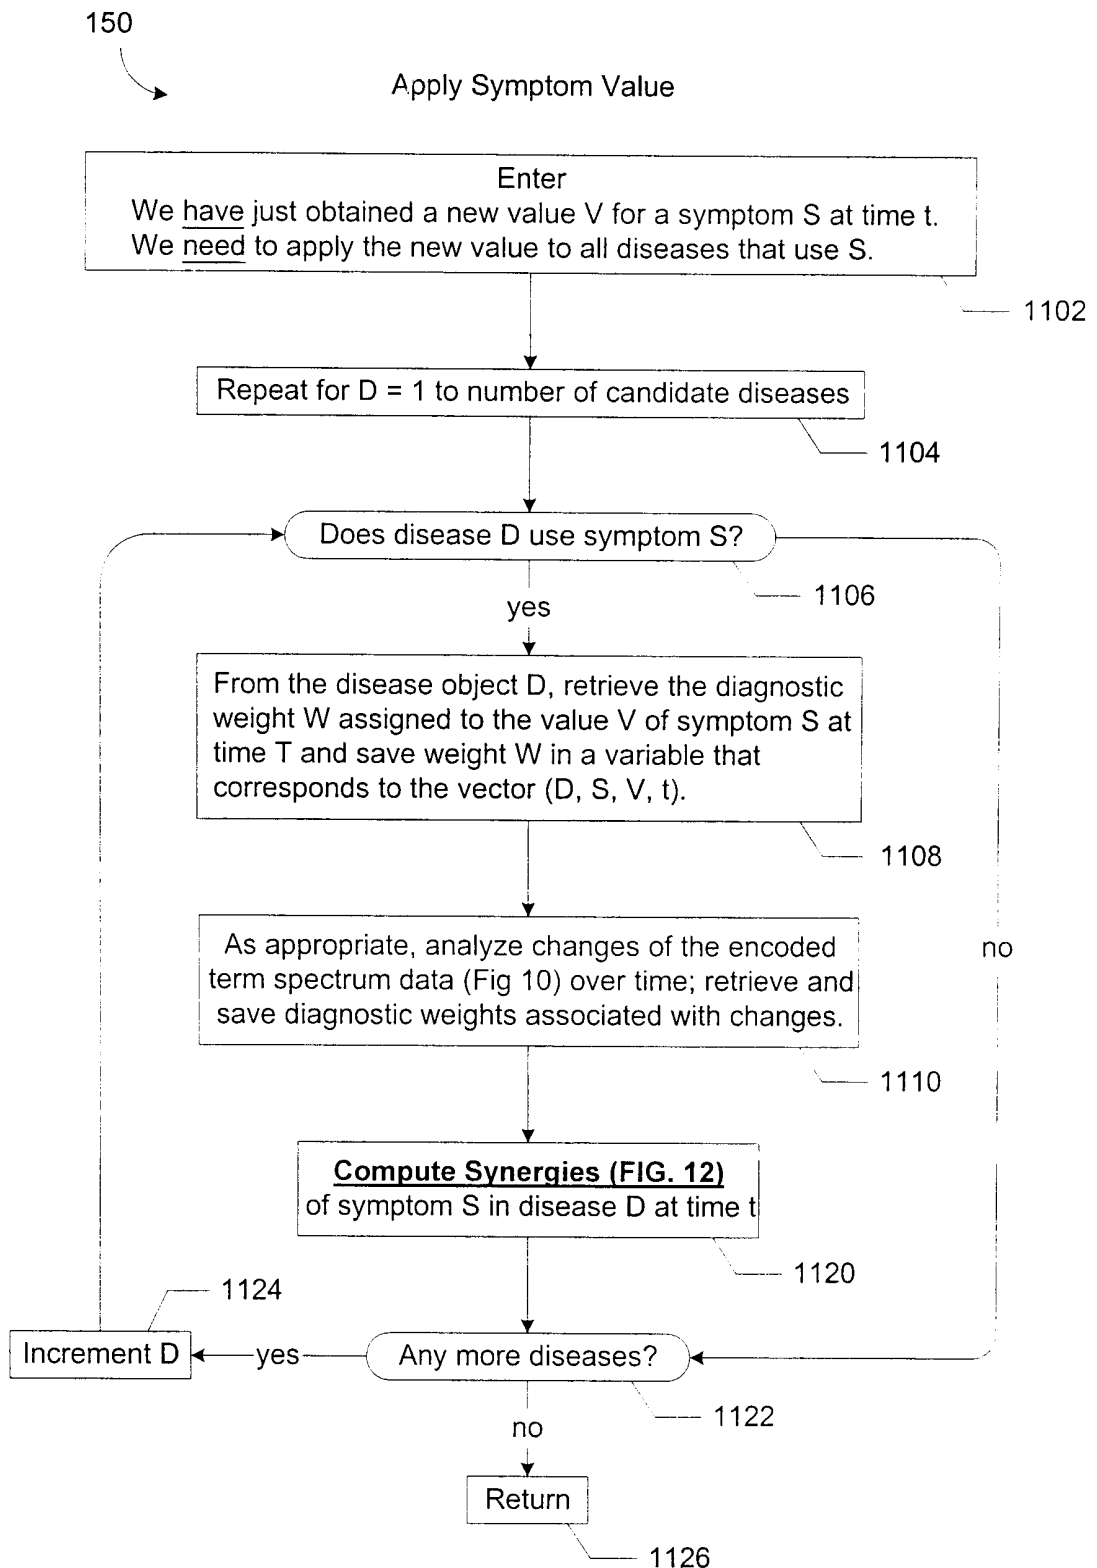 150
Apply Symptom Value
Enter
We have just obtained a new value V for a symptom S at time t.
We need to apply the new value to all diseases that use S.
1102
Repeat for D = 1 to number of candidate diseases
1104
Does disease D use symptom S?
1106
yes
From the disease object D, retrieve the diagnostic
weight W assigned to the value V of symptom S at
time T and save weight W in a variable that
corresponds to the vector (D, S, V, t).
1108
As appropriate, analyze changes of the encoded
term spectrum data (Fig 10) over time; retrieve and
save diagnostic weights associated with changes.
no
1110
Compute Synergies (FIG. 12)
of symptom S in disease D at time t
1120
1124
Increment D
yes
Any more diseases?
1122
no
Return
1126